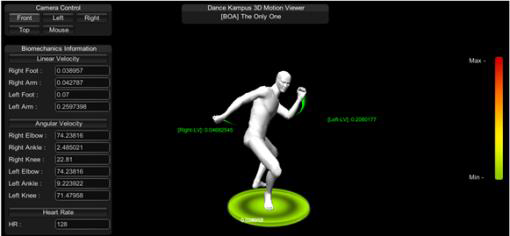 Camera Control
Front Left Right
Top Mouse
Dance Kampus 3D Motion Viewer
[BOA] The Only One
Biomechanics Information
Linear Velocity
Right Foot : 0.038957
Right Arm : 0.042787
Left Foot : 0.07
Left Arm : 0.2597398
Angular Velocity
Right Elbow : 74.23816
Right Ankle : 2.485021
Right Knee : 22.81
Left Elbow : 74.23816
Left Ankle : 9.223922
Left Knee : 71.47958
Heart Rate
HR : 128
Max -
[Left-LV]: 0.2060177
[Right-LV]: 0.04682545
Min -